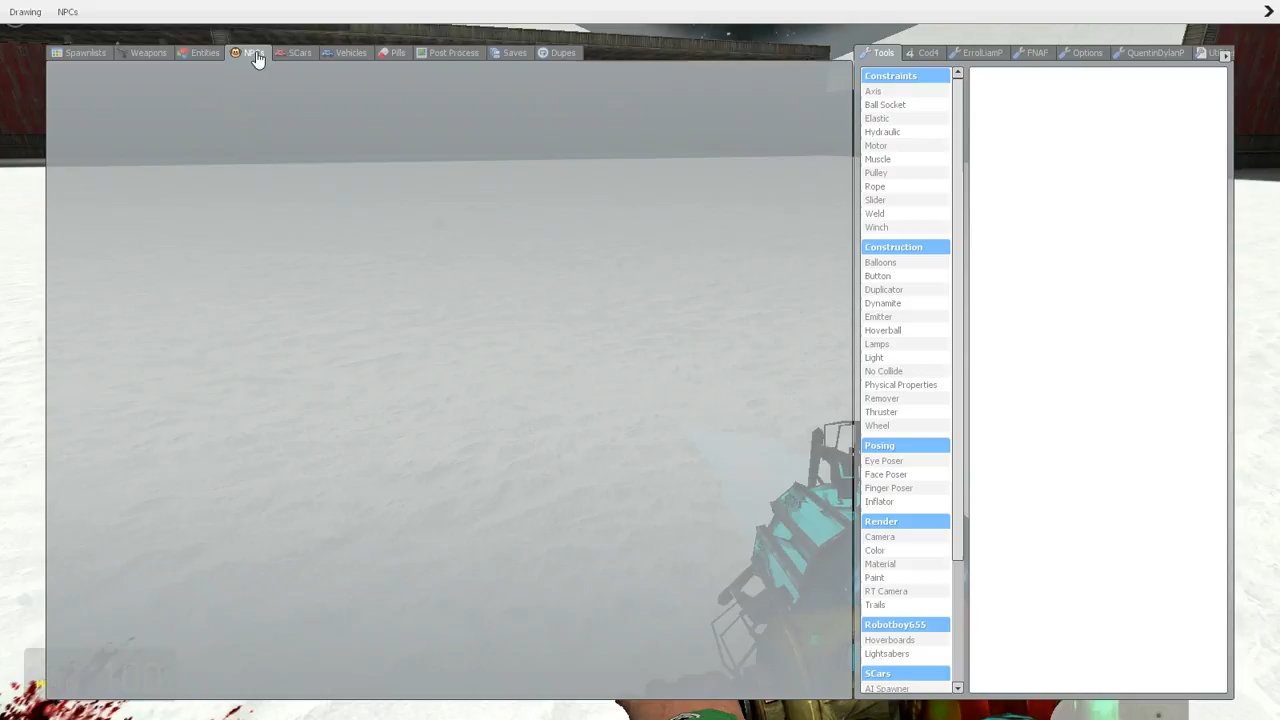 Drawing NPCs
Spawnlists Weapons Entities NPCs SCars Vehicles Pills Post Process Saves Dupes
Tools Cod4 ErrolLiamP FNAF Options QuentinDylanP
Constraints
Axis
Ball Socket
Elastic
Hydraulic
Motor
Muscle
Pulley
Rope
Slider
Weld
Winch
Construction
Balloons
Button
Duplicator
Dynamite
Emitter
Hoverball
Lamps
Light
No Collide
Physical Properties
Remover
Thruster
Wheel
Posing
Eye Poser
Face Poser
Finger Poser
Inflator
Render
Camera
Color
Material
Paint
RT Camera
Trails
Robotboy655
Hoverboards
Lightsabers
SCars
AI Spawner